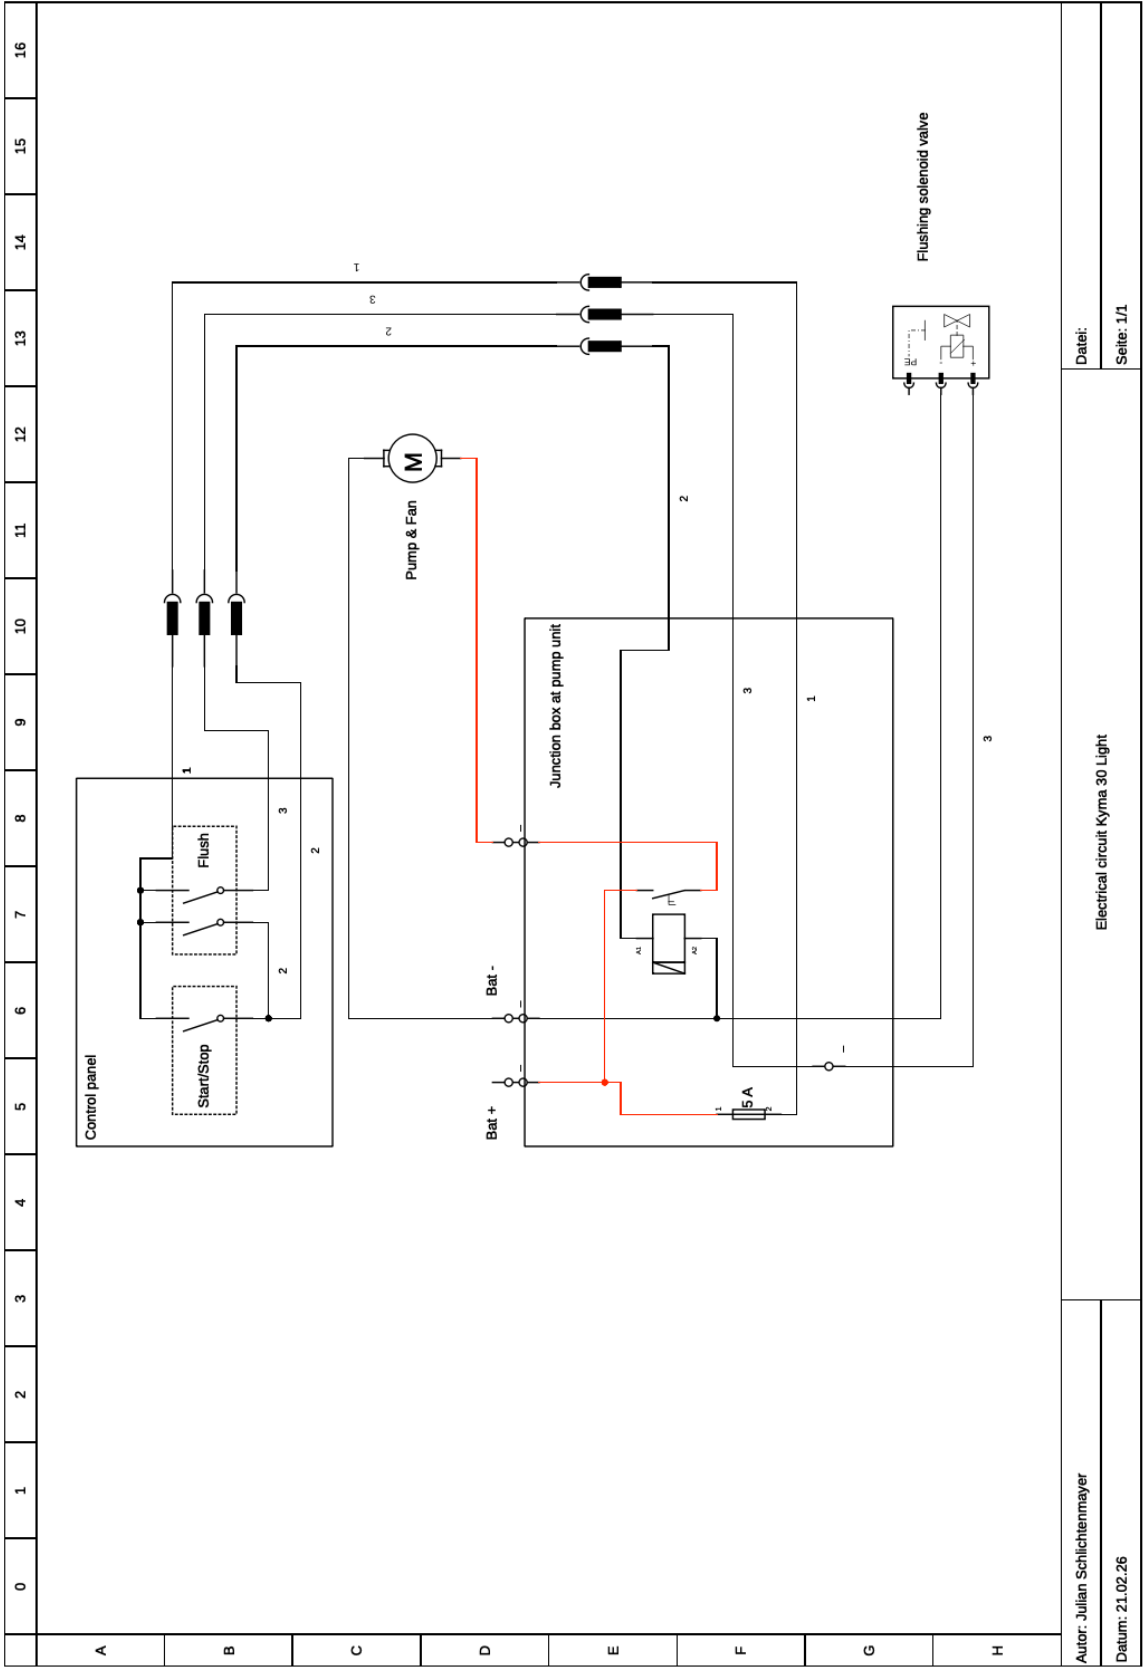 16
15
14
13
12
11
10
9
8
7
6
5
4
3
2
1
0
A
B
C
D
E
F
G
H
Control panel
Start/Stop
Flush
1
3
2
2
1
3
2
Pump & Fan
M
Junction box at pump unit
Bat -
Bat +
–
–
–
–
A1
A2
2
3
1
5 A
1
2
3
Flushing solenoid valve
PE
-
+
Electrical circuit Kyma 30 Light
Datei:
Seite: 1/1
Autor: Julian Schlichtenmayer
Datum: 21.02.26